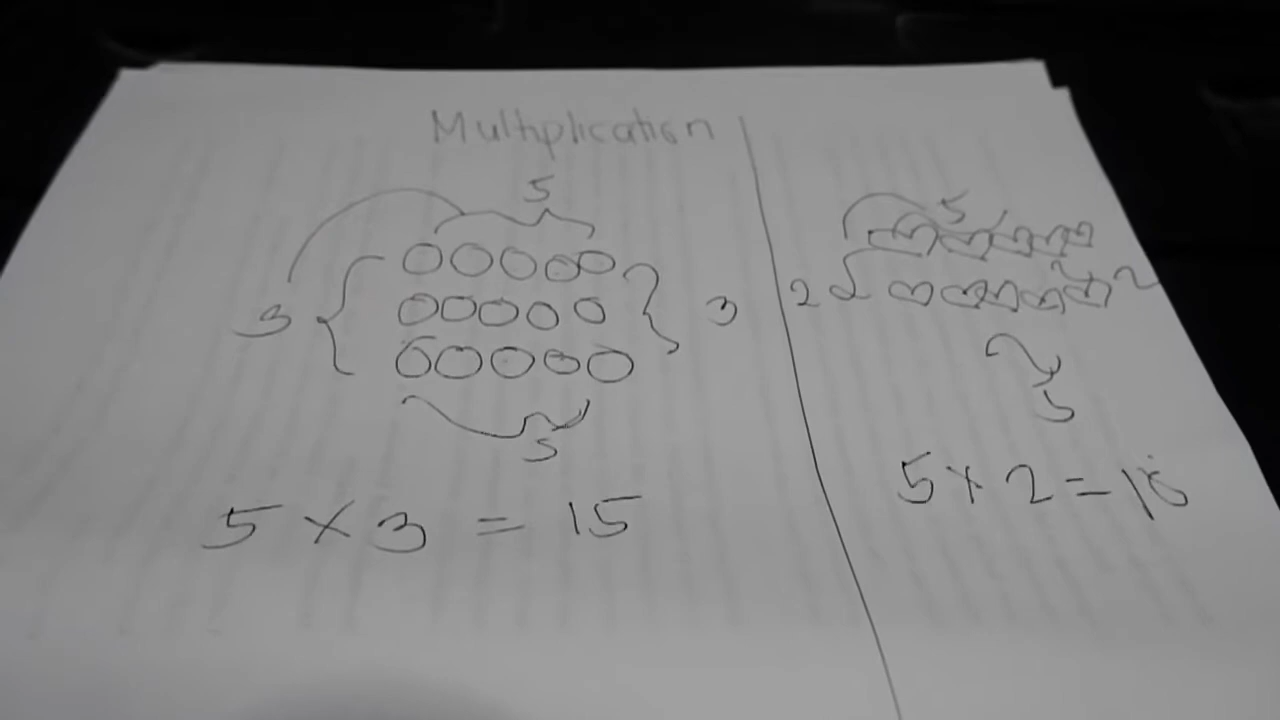 Multiplication
5
3 3
5
5 × 3 = 15
5
2 2
5
5 × 2 = 10